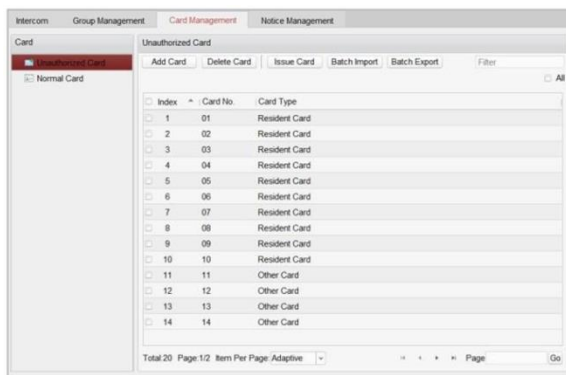 Intercom Group Management Card Management Notice Management
Card
Unauthorized Card
Normal Card
Unauthorized Card
Add Card Delete Card Issue Card Batch Import Batch Export Filter
All
Index Card No. Card Type
1 01 Resident Card
2 02 Resident Card
3 03 Resident Card
4 04 Resident Card
5 05 Resident Card
6 06 Resident Card
7 07 Resident Card
8 08 Resident Card
9 09 Resident Card
10 10 Resident Card
11 11 Other Card
12 12 Other Card
13 13 Other Card
14 14 Other Card
Total 20 Page:1/2 Item Per Page: Adaptive Page Go